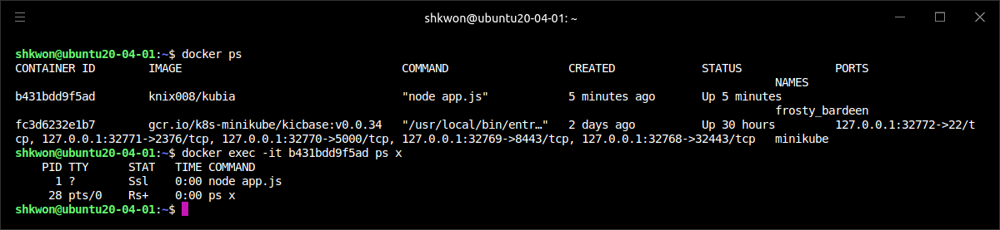 shkwon@ubuntu20-04-01: ~
shkwon@ubuntu20-04-01:~$ docker ps
CONTAINER ID        IMAGE                                 COMMAND                  CREATED             STATUS              PORTS
                                                                                                                  NAMES
b431bdd9f5ad        knix008/kubia                         "node app.js"            5 minutes ago       Up 5 minutes
                                                                                                                  frosty_bardeen
fc3d6232e1b7        gcr.io/k8s-minikube/kicbase:v0.0.34   "/usr/local/bin/entr…"   2 days ago          Up 30 hours         127.0.0.1:32772->22/t
cp, 127.0.0.1:32771->2376/tcp, 127.0.0.1:32770->5000/tcp, 127.0.0.1:32769->8443/tcp, 127.0.0.1:32768->32443/tcp   minikube
shkwon@ubuntu20-04-01:~$ docker exec -it b431bdd9f5ad ps x
    PID TTY      STAT   TIME COMMAND
      1 ?        Ssl    0:00 node app.js
     28 pts/0    Rs+    0:00 ps x
shkwon@ubuntu20-04-01:~$